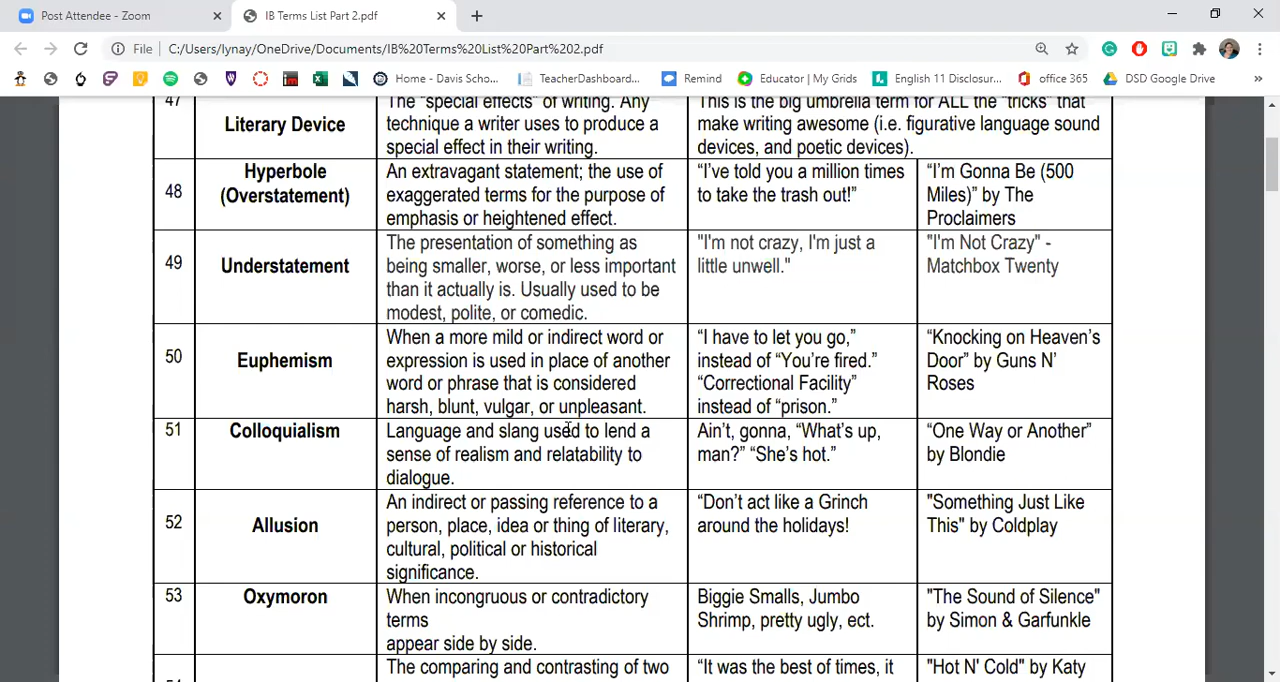 Post Attendee - Zoom
IB Terms List Part 2.pdf
File
C:/Users/lynay/OneDrive/Documents/IB%20Terms%20List%20Part%202.pdf
Home - Davis Scho...
TeacherDashboard...
Remind
Educator | My Grids
English 11 Disclosur...
office 365
DSD Google Drive
»
47
Literary Device
The "special effects" of writing. Any
technique a writer uses to produce a
special effect in their writing.
This is the big umbrella term for ALL the "tricks" that
make writing awesome (i.e. figurative language sound
devices, and poetic devices).
48
Hyperbole
(Overstatement)
An extravagant statement; the use of
exaggerated terms for the purpose of
emphasis or heightened effect.
“I’ve told you a million times
to take the trash out!”
“I’m Gonna Be (500
Miles)” by The
Proclaimers
49
Understatement
The presentation of something as
being smaller, worse, or less important
than it actually is. Usually used to be
modest, polite, or comedic.
"I'm not crazy, I'm just a
little unwell."
"I'm Not Crazy" -
Matchbox Twenty
50
Euphemism
When a more mild or indirect word or
expression is used in place of another
word or phrase that is considered
harsh, blunt, vulgar, or unpleasant.
“I have to let you go,”
instead of “You’re fired.”
“Correctional Facility”
instead of “prison.”
“Knocking on Heaven’s
Door” by Guns N’
Roses
51
Colloquialism
Language and slang used to lend a
sense of realism and relatability to
dialogue.
Ain’t, gonna, “What’s up,
man?” “She’s hot.”
“One Way or Another”
by Blondie
52
Allusion
An indirect or passing reference to a
person, place, idea or thing of literary,
cultural, political or historical
significance.
“Don’t act like a Grinch
around the holidays!
"Something Just Like
This" by Coldplay
53
Oxymoron
When incongruous or contradictory
terms
appear side by side.
Biggie Smalls, Jumbo
Shrimp, pretty ugly, ect.
"The Sound of Silence"
by Simon & Garfunkle
The comparing and contrasting of two
“It was the best of times, it
"Hot N' Cold" by Katy